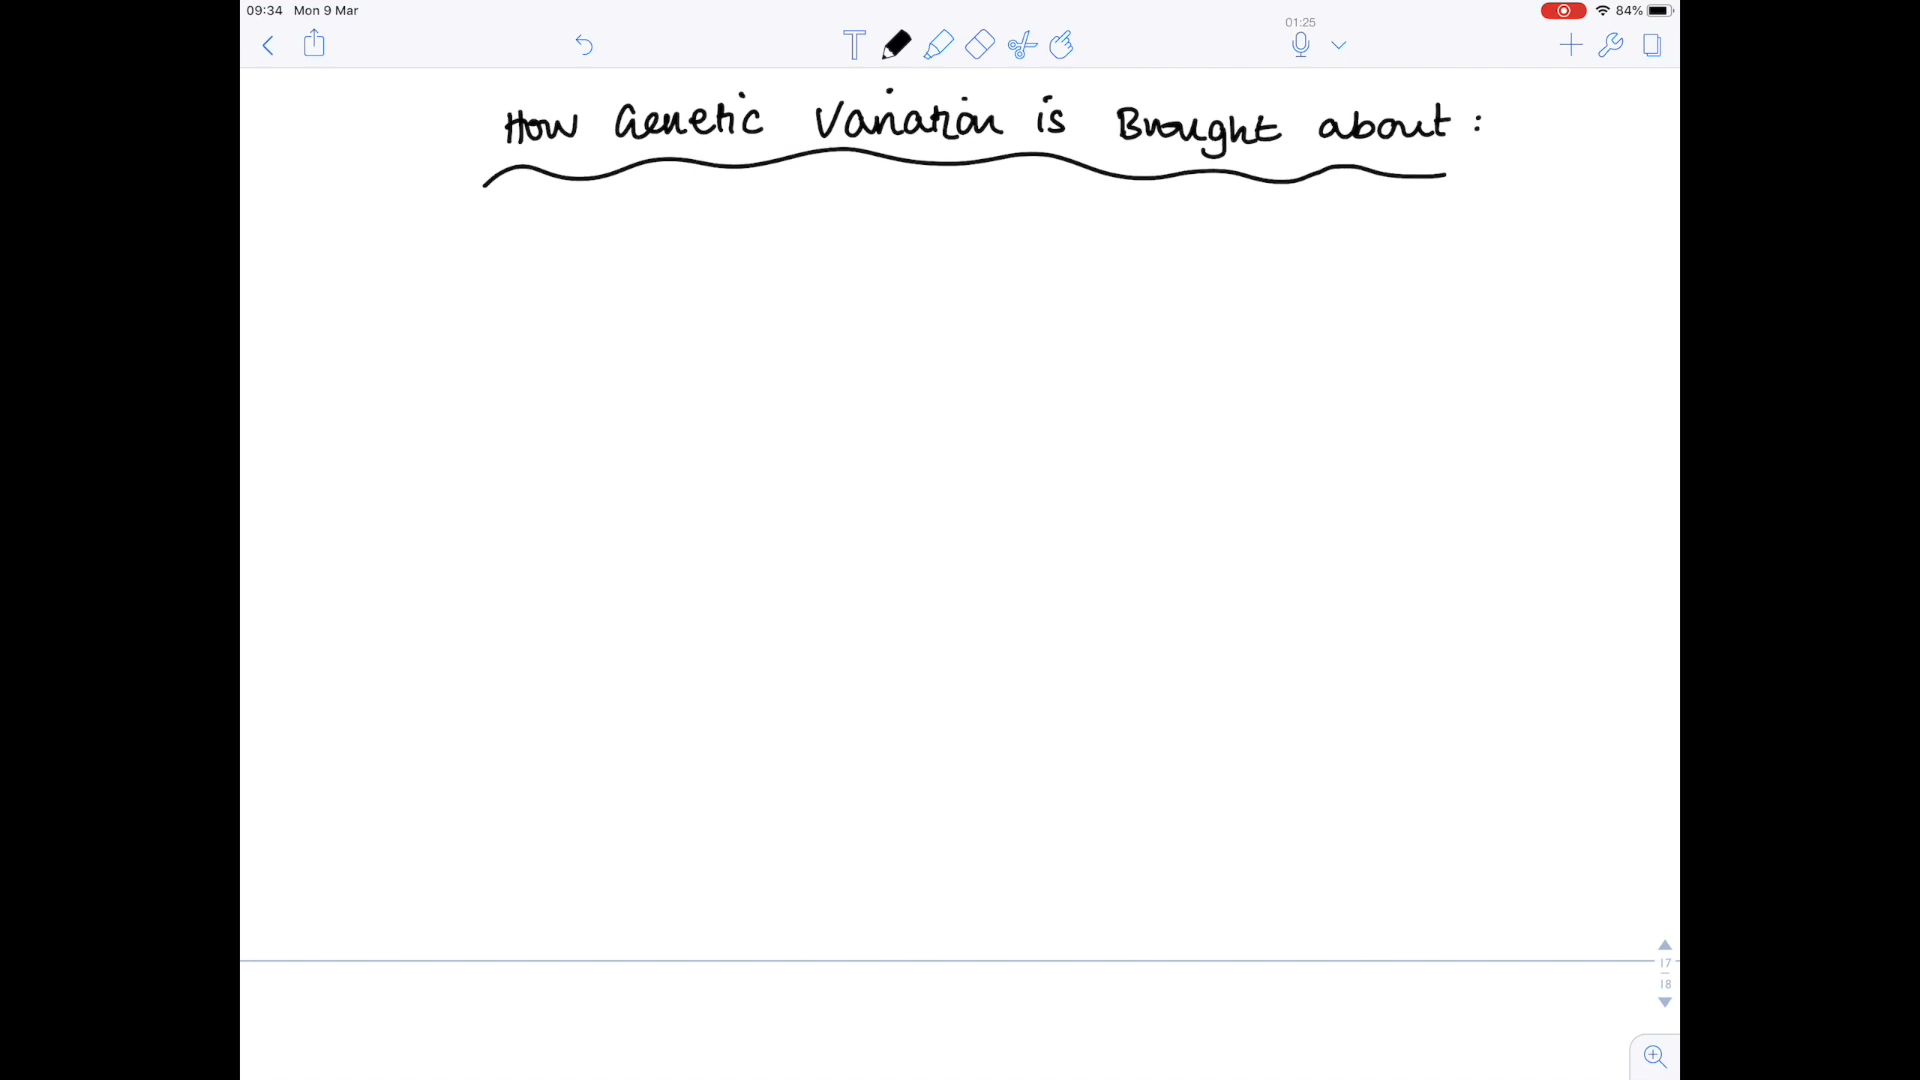 09:34 Mon 9 Mar 84%
01:25
T
How Genetic Variation is Brought about :
17
18